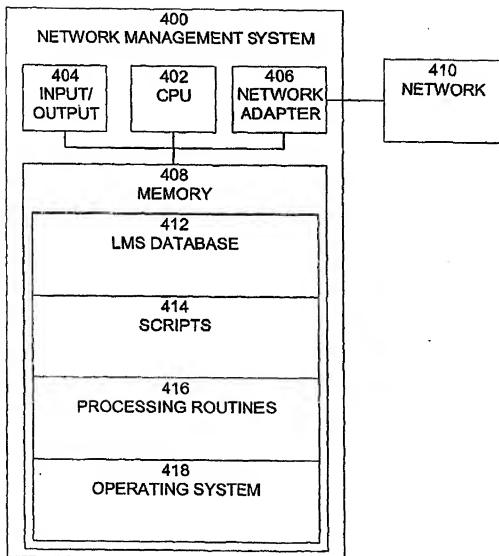 400
NETWORK MANAGEMENT SYSTEM
404
INPUT/
OUTPUT
402
CPU
406
NETWORK
ADAPTER
410
NETWORK
408
MEMORY
412
LMS DATABASE
414
SCRIPTS
416
PROCESSING ROUTINES
418
OPERATING SYSTEM